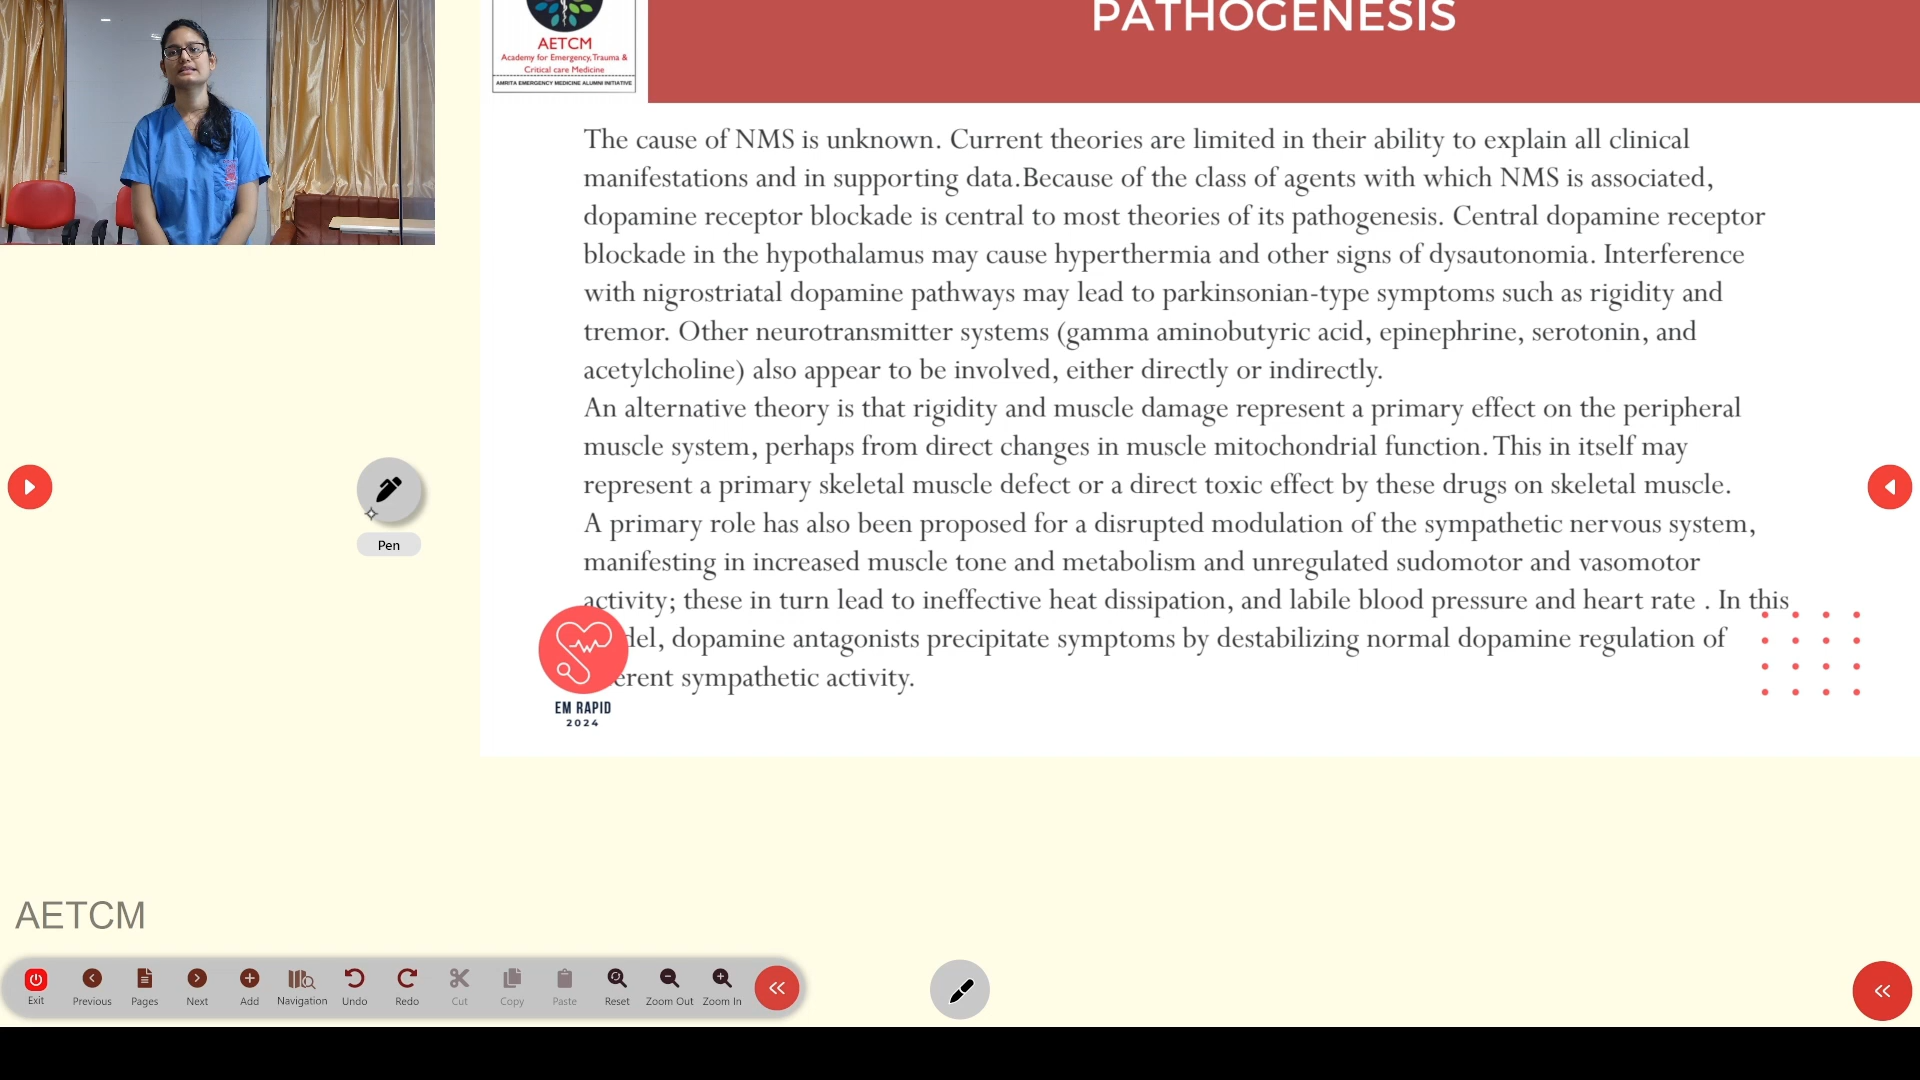 PATHOGENESIS
AETCM
Academy for Emergency, Trauma &
Critical care Medicine
AMRITA EMERGENCY MEDICINE ALUMNI INITIATIVE
The cause of NMS is unknown. Current theories are limited in their ability to explain all clinical
manifestations and in supporting data.Because of the class of agents with which NMS is associated,
dopamine receptor blockade is central to most theories of its pathogenesis. Central dopamine receptor
blockade in the hypothalamus may cause hyperthermia and other signs of dysautonomia. Interference
with nigrostriatal dopamine pathways may lead to parkinsonian-type symptoms such as rigidity and
tremor. Other neurotransmitter systems (gamma aminobutyric acid, epinephrine, serotonin, and
acetylcholine) also appear to be involved, either directly or indirectly.
An alternative theory is that rigidity and muscle damage represent a primary effect on the peripheral
muscle system, perhaps from direct changes in muscle mitochondrial function. This in itself may
represent a primary skeletal muscle defect or a direct toxic effect by these drugs on skeletal muscle.
A primary role has also been proposed for a disrupted modulation of the sympathetic nervous system,
manifesting in increased muscle tone and metabolism and unregulated sudomotor and vasomotor
activity; these in turn lead to ineffective heat dissipation, and labile blood pressure and heart rate . In this
del, dopamine antagonists precipitate symptoms by destabilizing normal dopamine regulation of
erent sympathetic activity.
EM RAPID
2024
Pen
AETCM
Exit Previous Pages Next Add Navigation Undo Redo Cut Copy Paste Reset Zoom Out Zoom In